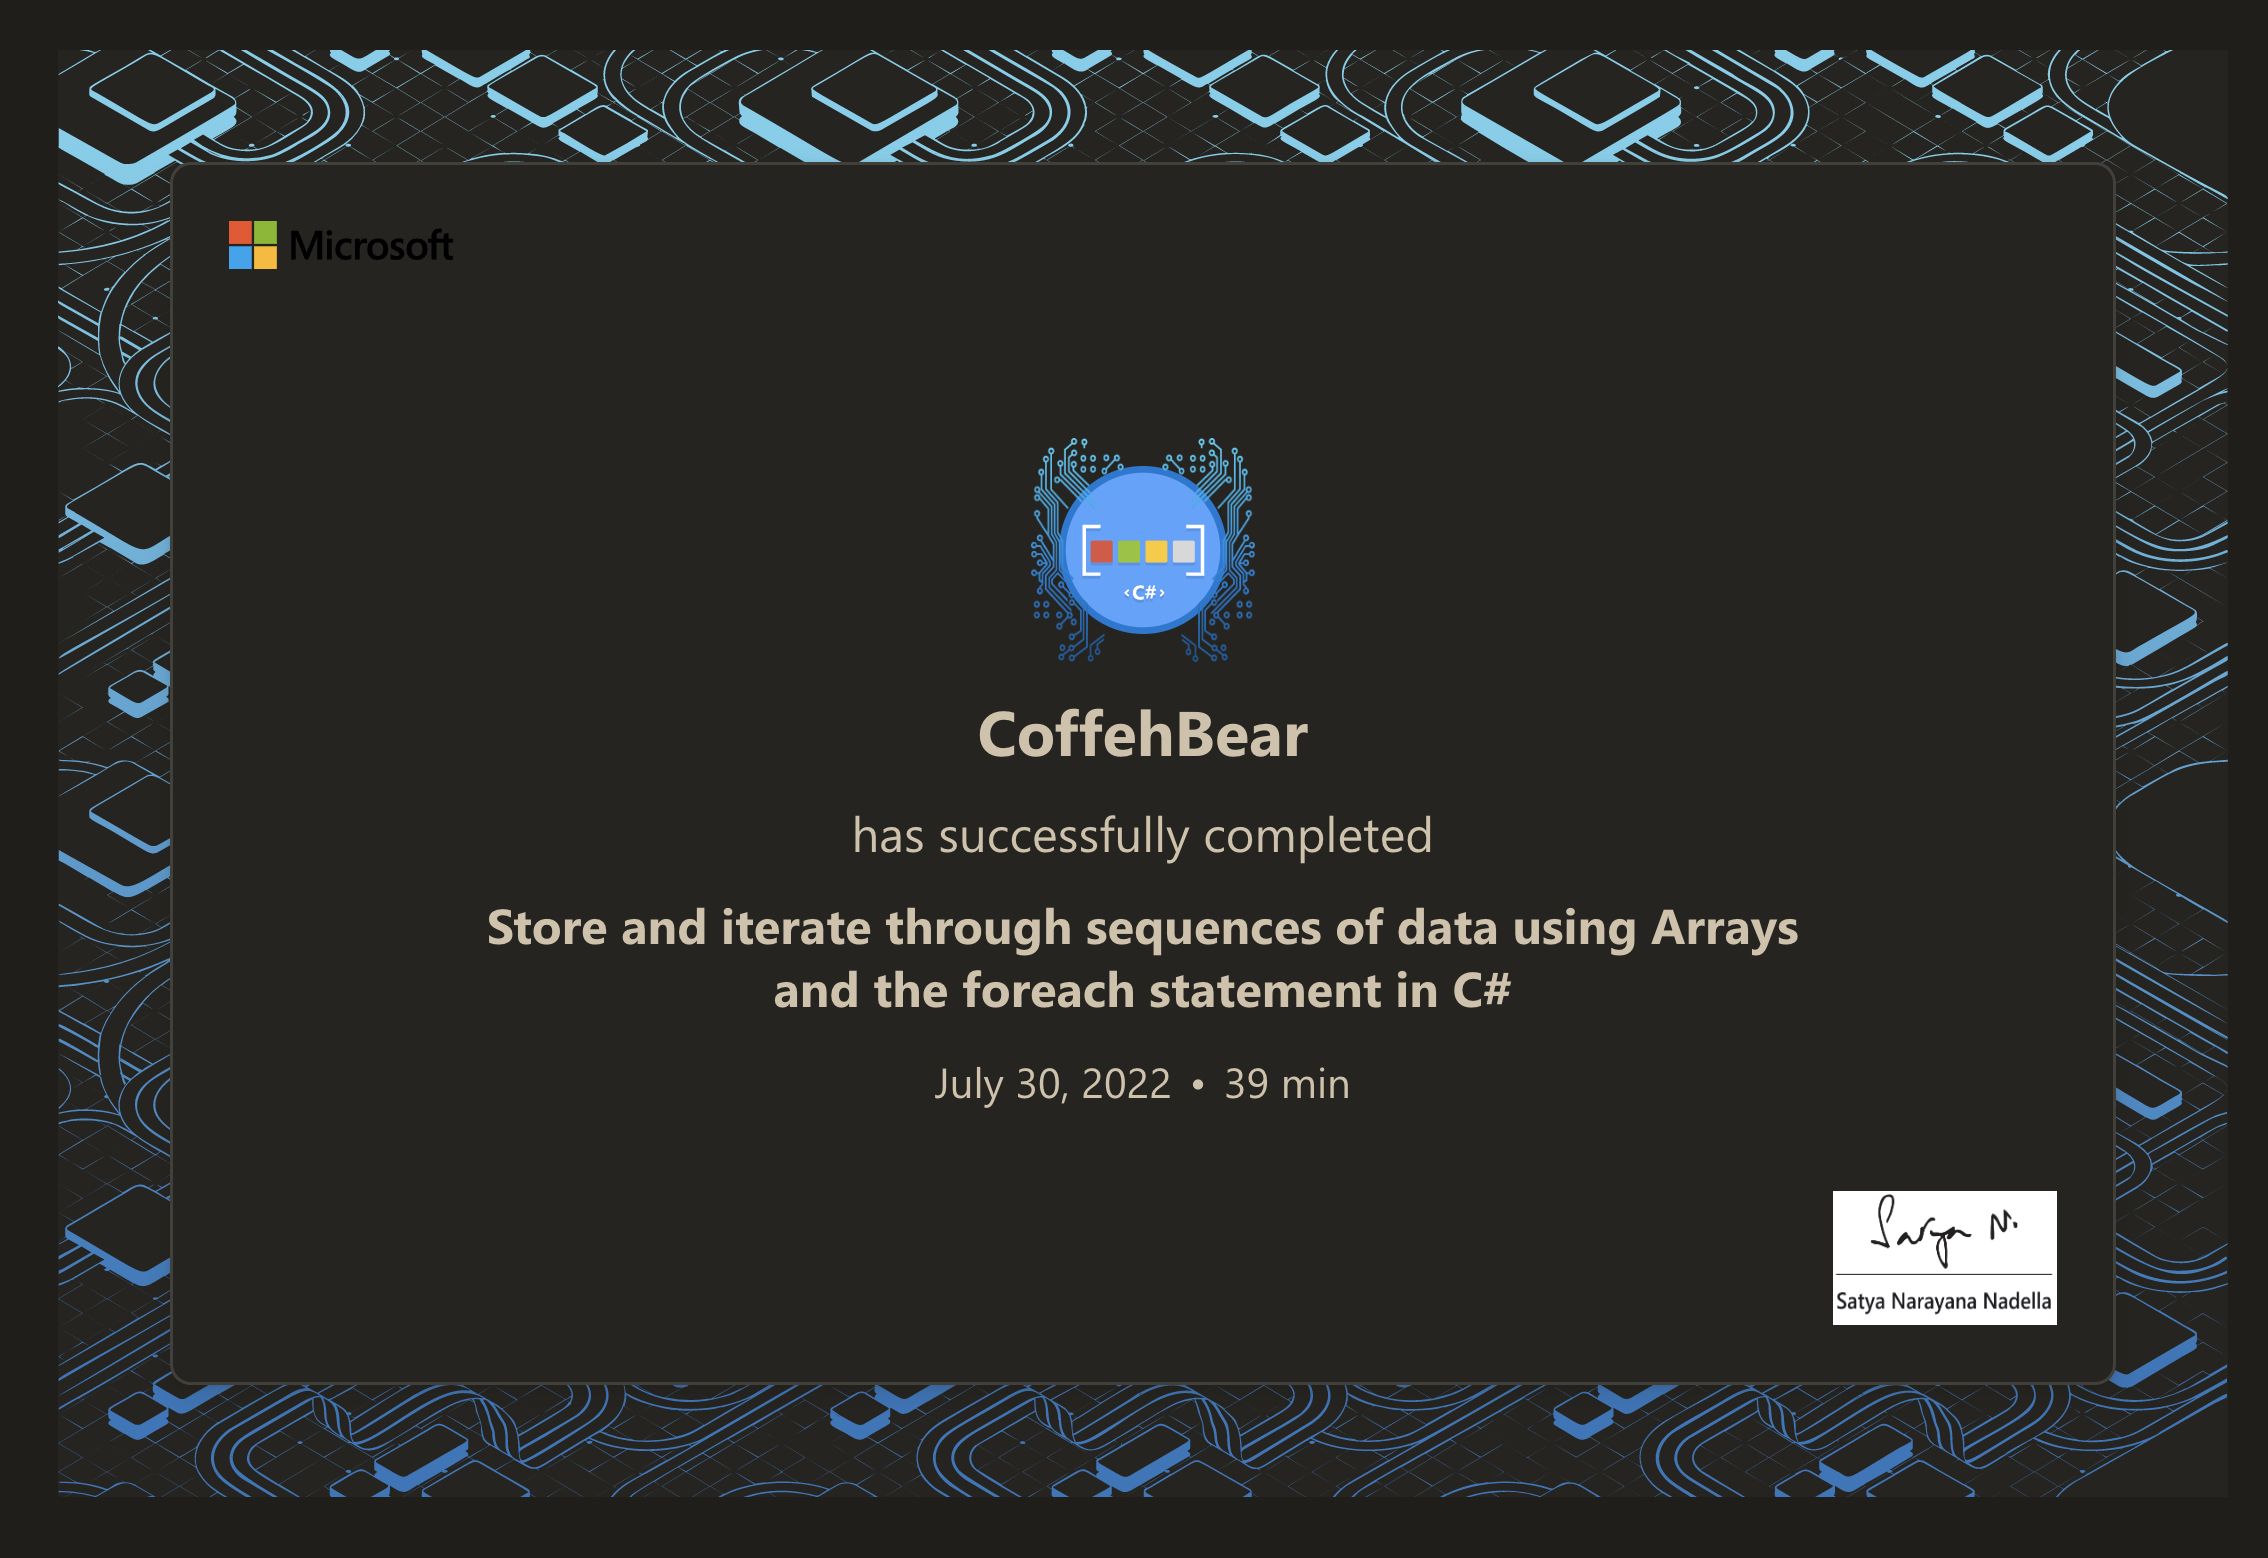 Microsoft
‹C#›
CoffehBear
has successfully completed
Store and iterate through sequences of data using Arrays
and the foreach statement in C#
July 30, 2022 • 39 min
Satya N.
Satya Narayana Nadella